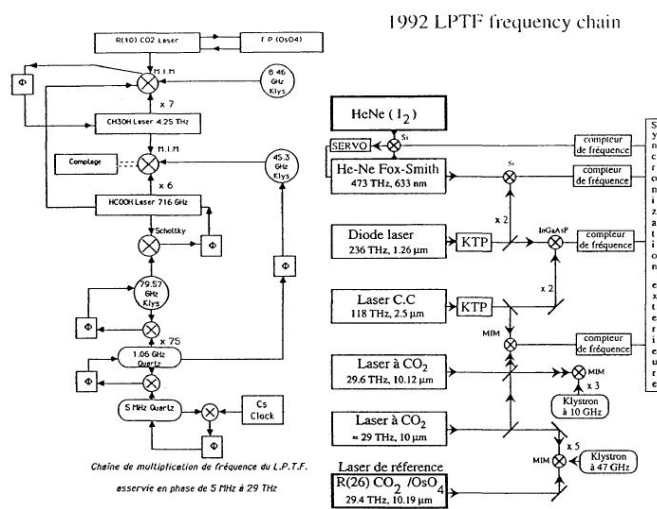 1992 LPTF frequency chain
R(10) CO2 Laser
F P (OsO4)
M.I.M
Φ
8.46
GHz
Klys
x 7
CH3OH Laser 4.25 THz
M.I.M
Comptage
45.3
GHz
Klys
x 6
HCOOH Laser 716 GHz
Schottky
Φ
79.57
GHz
Klys
Φ
Φ
x 75
1.06 GHz
Quartz
Φ
5 MHz Quartz
Cs
Clock
Φ
Chaîne de multiplication de fréquence du L.P.T.F.
asservie en phase de 5 MHz à 29 THz
HeNe (I2)
Si
SERVO
compteur
de fréquence
He-Ne Fox-Smith
473 THz, 633 nm
Si
compteur
de fréquence
x 2
Diode laser
236 THz, 1.26 µm
KTP
InGaAsP
compteur
de fréquence
x 2
Laser C.C
118 THz, 2.5 µm
KTP
MIM
compteur
de fréquence
Laser à CO2
29.6 THz, 10.12 µm
MIM
x 3
Klystron
à 10 GHz
Laser à CO2
≈ 29 THz, 10 µm
x 5
MIM
Klystron
à 47 GHz
Laser de référence
R(26) CO2 /OsO4
29.4 THz, 10.19 µm